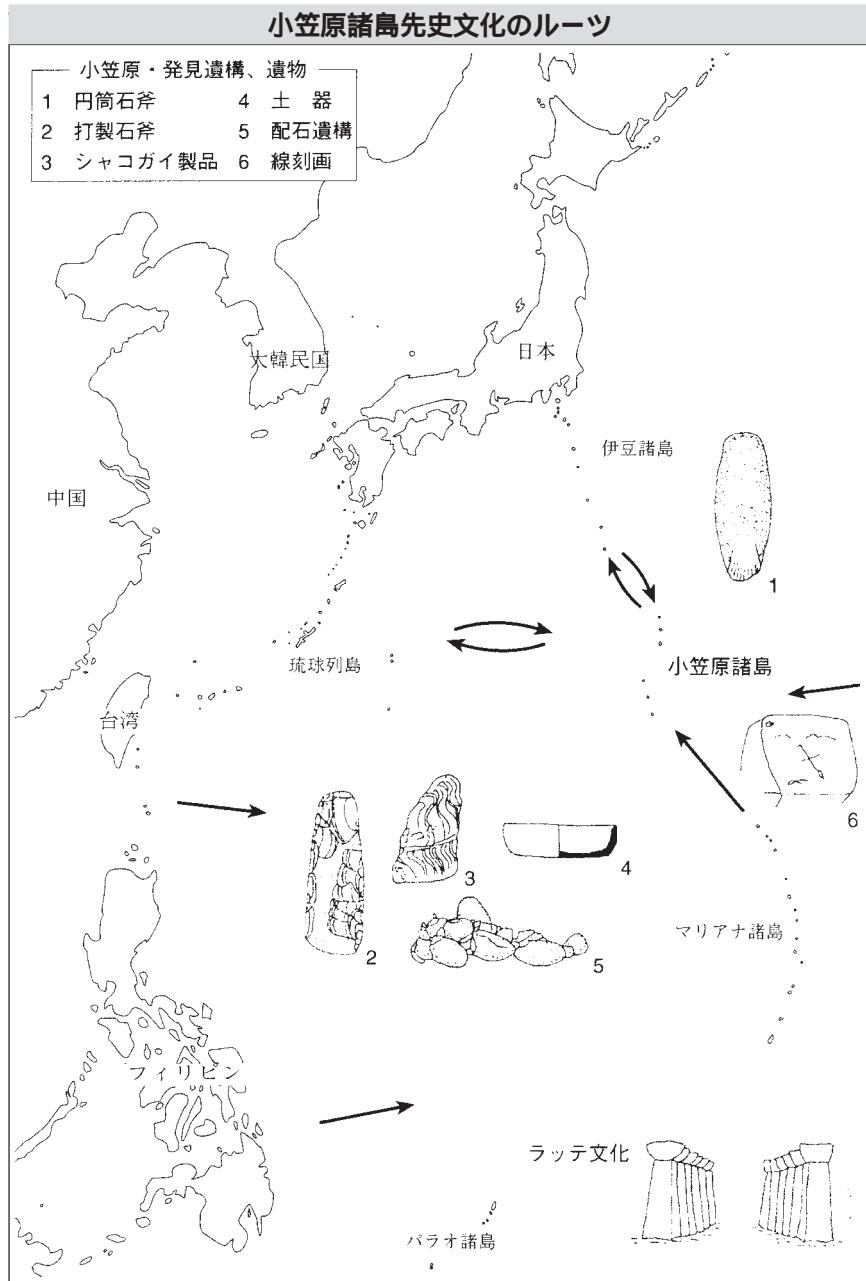 小笠原諸島先史文化のルーツ
小笠原・発見遺構、遺物
1 円筒石斧 4 土 器
2 打製石斧 5 配石遺構
3 シャコガイ製品 6 線刻画
日本
大韓民国
伊豆諸島
中国
1
琉球列島
小笠原諸島
台湾
6
3
4
2
5
マリアナ諸島
フィリピン
ラッテ文化
パラオ諸島